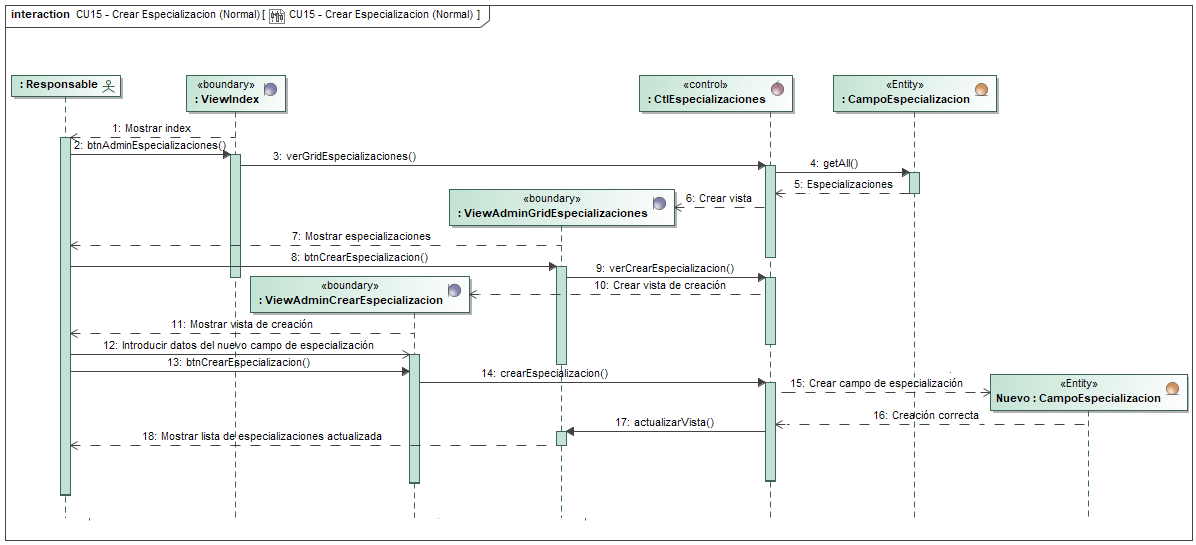 interaction CU15 - Crear Especializacion (Normal) [ CU15 - Crear Especializacion (Normal) ]
: Responsable
«boundary»
: ViewIndex
«control»
: CtlEspecializaciones
«Entity»
: CampoEspecializacion
1: Mostrar index
2: btnAdminEspecializaciones()
3: verGridEspecializaciones()
4: getAll()
5: Especializaciones
6: Crear vista
«boundary»
: ViewAdminGridEspecializaciones
7: Mostrar especializaciones
8: btnCrearEspecializacion()
9: verCrearEspecializacion()
10: Crear vista de creación
«boundary»
: ViewAdminCrearEspecializacion
11: Mostrar vista de creación
12: Introducir datos del nuevo campo de especialización
13: btnCrearEspecializacion()
14: crearEspecializacion()
15: Crear campo de especialización
«Entity»
Nuevo : CampoEspecializacion
16: Creación correcta
17: actualizarVista()
18: Mostrar lista de especializaciones actualizada